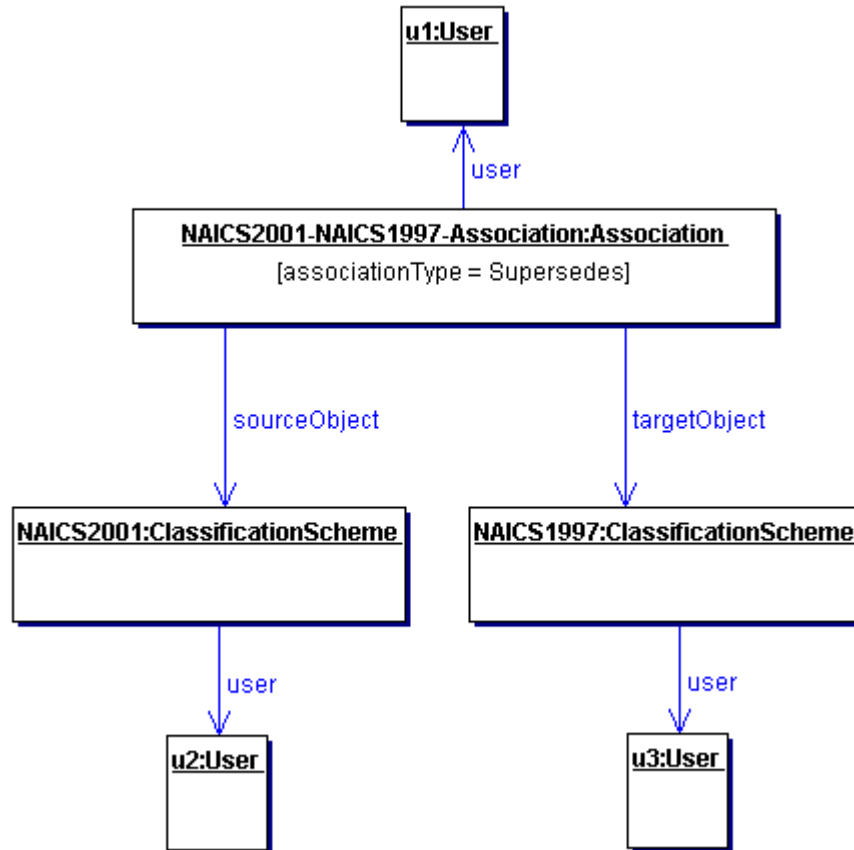 u1:User
user
NAICS2001-NAICS1997-Association:Association
[associationType = Supersedes]
sourceObject
targetObject
NAICS2001:ClassificationScheme
NAICS1997:ClassificationScheme
user
user
u2:User
u3:User